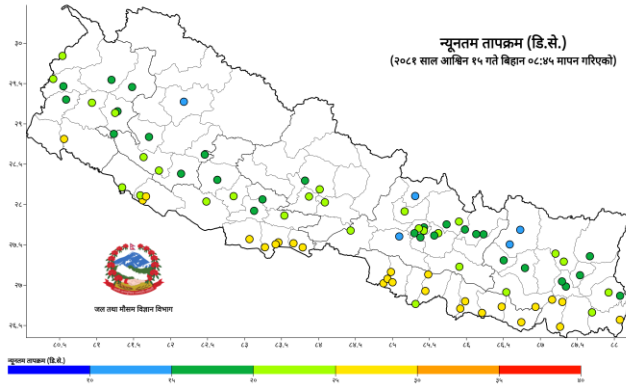 न्यूनतम तापक्रम (डि.से.)
(२०८१ साल आश्विन १५ गते बिहान ०८:४५ मापन गरिएको)
३०
२९.५
२९
२८.५
२८
२७.५
२७
२६.५
जल तथा मौसम विज्ञान विभाग
८०.५ ८१ ८१.५ ८२ ८२.५ ८३ ८३.५ ८४ ८४.५ ८५ ८५.५ ८६ ८६.५ ८७ ८७.५ ८८
न्यूनतम तापक्रम (डि.से.)
१० १५ २० २५ ३० ३५ ४०